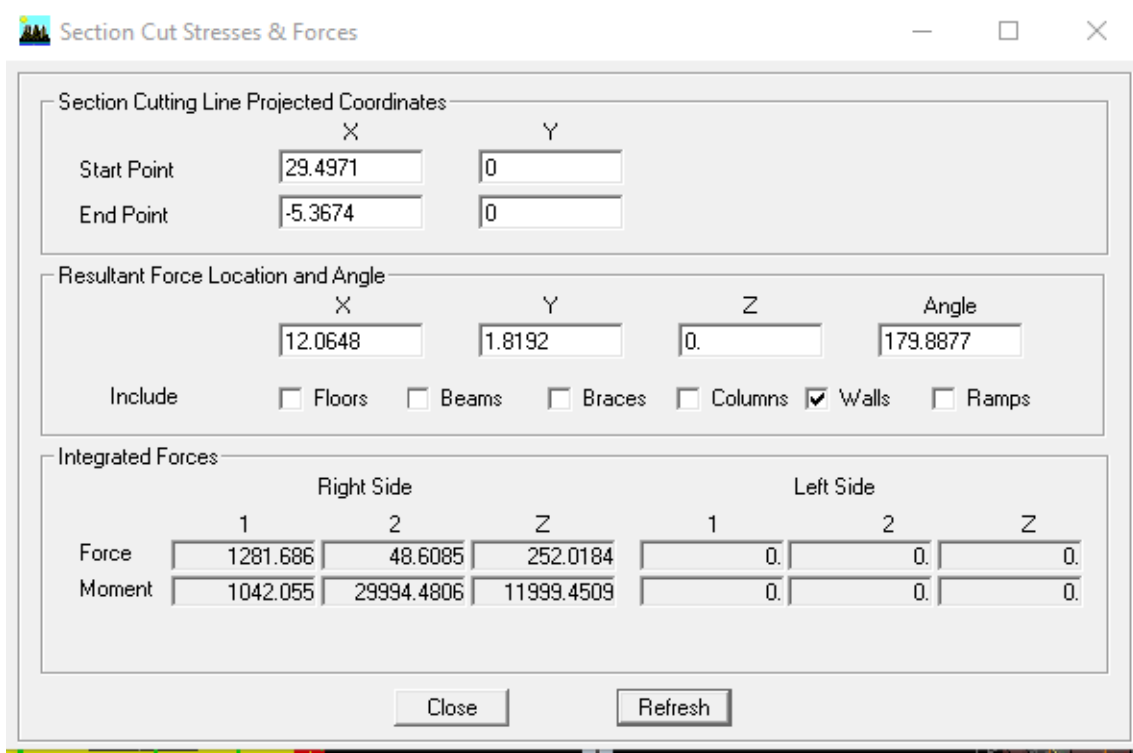 Section Cut Stresses & Forces
Section Cutting Line Projected Coordinates
X Y
Start Point 29.4971 0
End Point -5.3674 0
Resultant Force Location and Angle
X Y Z Angle
12.0648 1.8192 0. 179.8877
Include Floors Beams Braces Columns Walls Ramps
Integrated Forces
Right Side Left Side
1 2 Z 1 2 Z
Force 1281.686 48.6085 252.0184 0. 0. 0.
Moment 1042.055 29994.4806 11999.4509 0. 0. 0.
Close Refresh